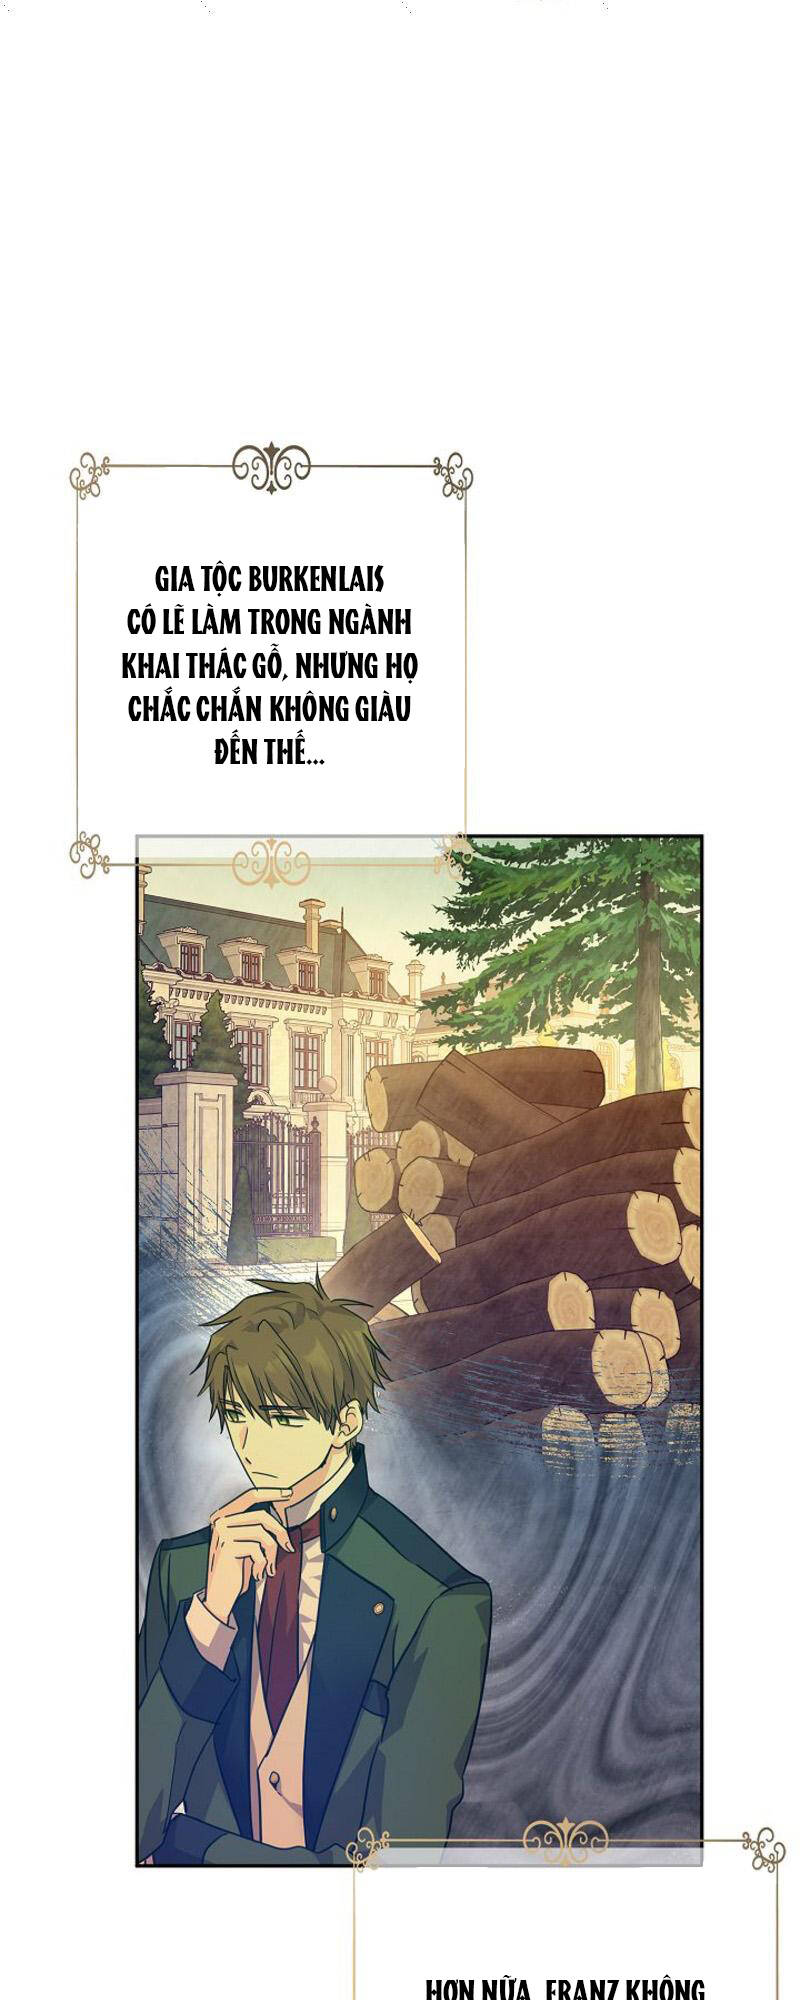 GIA TỘC BURKENLAIS
CÓ LẼ LÀM TRONG NGÀNH
KHAI THÁC GỖ, NHƯNG HỌ
CHẮC CHẮN KHÔNG GIÀU
ĐẾN THẾ...
HƠN NỮA, FRANZ KHÔNG